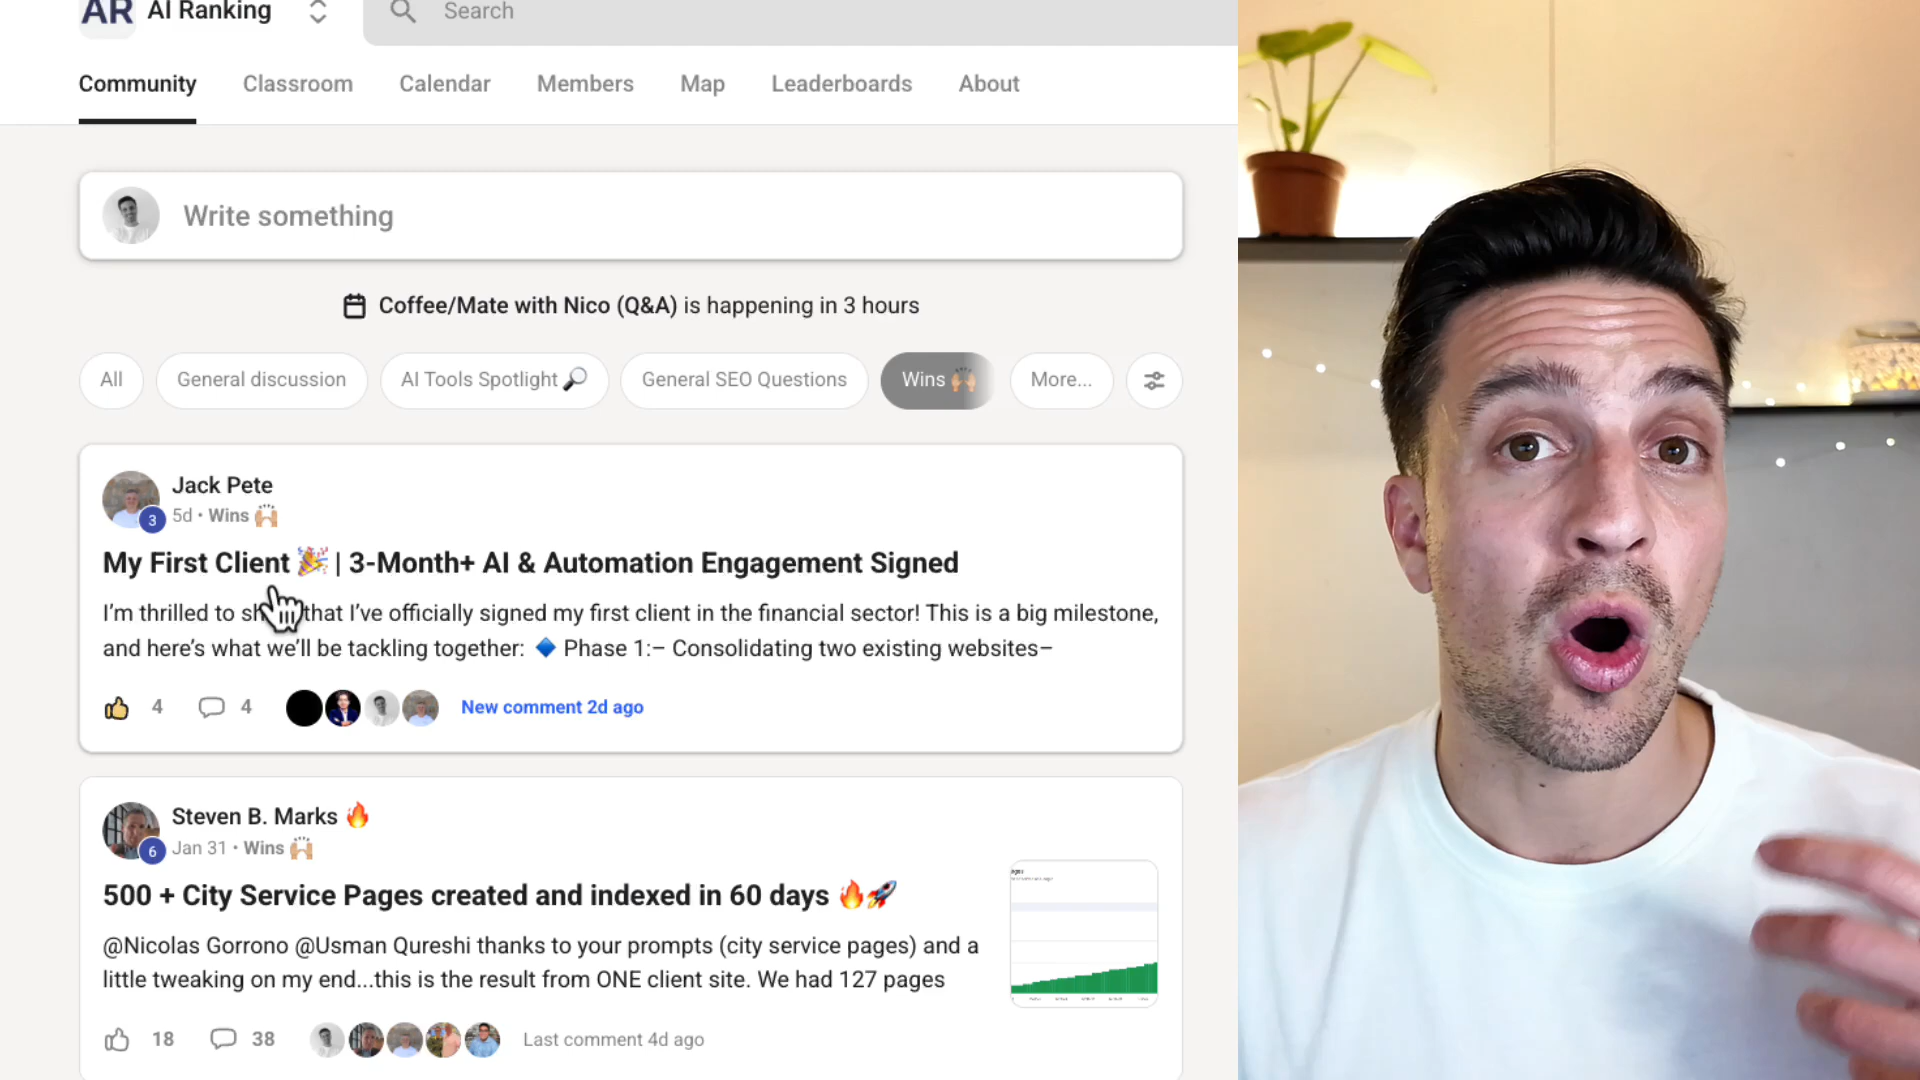 AR AI Ranking
Search
Community Classroom Calendar Members Map Leaderboards About
Write something
Coffee/Mate with Nico (Q&A) is happening in 3 hours
All General discussion AI Tools Spotlight 🔎 General SEO Questions Wins 🙌🏼 More...
Jack Pete
3 5d • Wins 🙌🏼
My First Client 🎉 | 3-Month+ AI & Automation Engagement Signed
I'm thrilled to that I've officially signed my first client in the financial sector! This is a big milestone,
and here's what we'll be tackling together: 🔷 Phase 1:– Consolidating two existing websites–
4 4 New comment 2d ago
Steven B. Marks 🔥
6 Jan 31 • Wins 🙌🏼
500 + City Service Pages created and indexed in 60 days 🔥🚀
@Nicolas Gorrono @Usman Qureshi thanks to your prompts (city service pages) and a
little tweaking on my end...this is the result from ONE client site. We had 127 pages
18 38 Last comment 4d ago